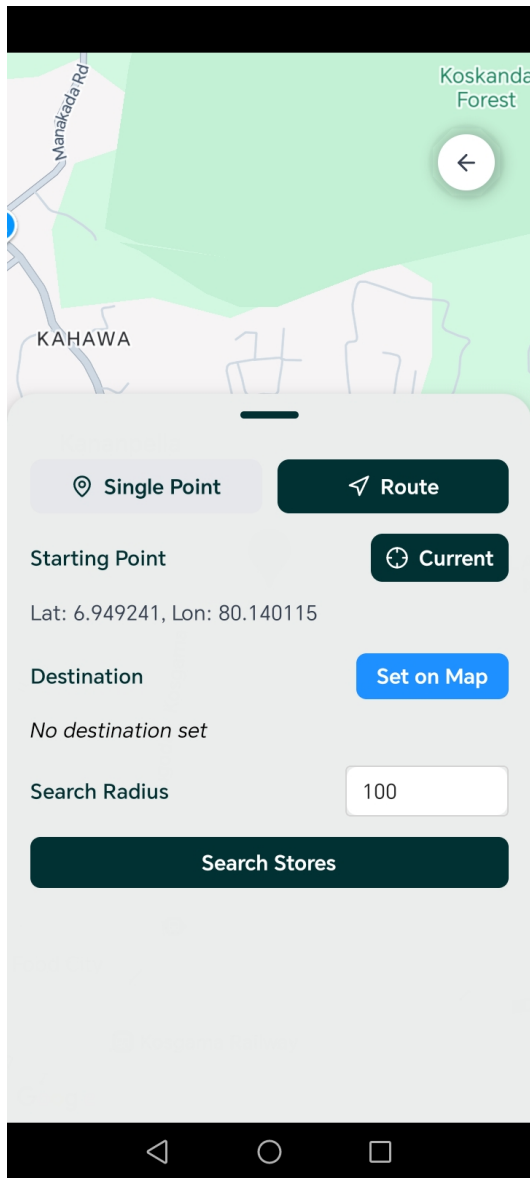 Manakada Rd
Koskanda
Forest
KAHAWA
Single Point
Route
Starting Point
Current
Lat: 6.949241, Lon: 80.140115
Destination
Set on Map
No destination set
Search Radius
100
Search Stores